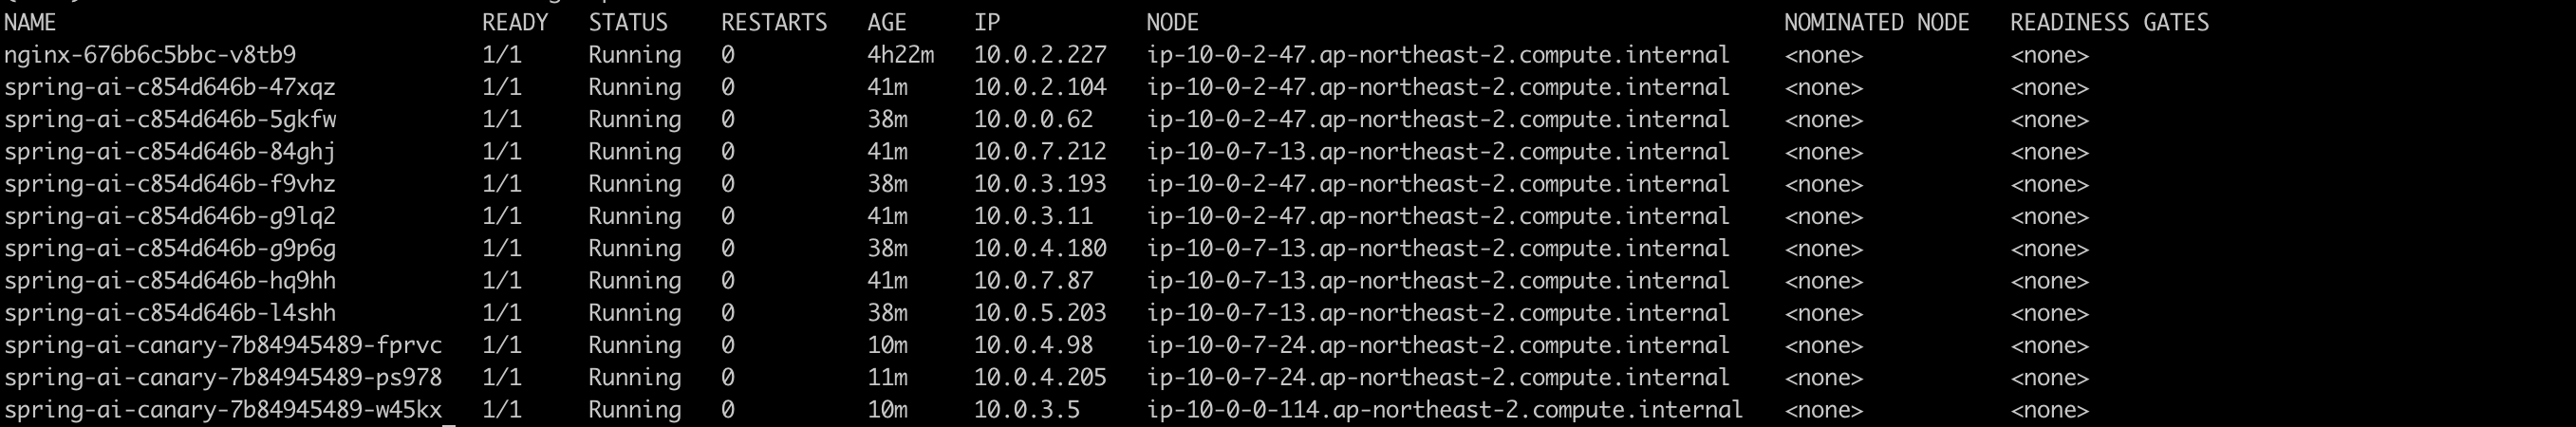 NAME READY STATUS RESTARTS AGE IP NODE NOMINATED NODE READINESS GATES
nginx-676b6c5bbc-v8tb9 1/1 Running 0 4h22m 10.0.2.227 ip-10-0-2-47.ap-northeast-2.compute.internal <none> <none>
spring-ai-c854d646b-47xqz 1/1 Running 0 41m 10.0.2.104 ip-10-0-2-47.ap-northeast-2.compute.internal <none> <none>
spring-ai-c854d646b-5gkfw 1/1 Running 0 38m 10.0.0.62 ip-10-0-2-47.ap-northeast-2.compute.internal <none> <none>
spring-ai-c854d646b-84ghj 1/1 Running 0 41m 10.0.7.212 ip-10-0-7-13.ap-northeast-2.compute.internal <none> <none>
spring-ai-c854d646b-f9vhz 1/1 Running 0 38m 10.0.3.193 ip-10-0-2-47.ap-northeast-2.compute.internal <none> <none>
spring-ai-c854d646b-g9lq2 1/1 Running 0 41m 10.0.3.11 ip-10-0-2-47.ap-northeast-2.compute.internal <none> <none>
spring-ai-c854d646b-g9p6g 1/1 Running 0 38m 10.0.4.180 ip-10-0-7-13.ap-northeast-2.compute.internal <none> <none>
spring-ai-c854d646b-hq9hh 1/1 Running 0 41m 10.0.7.87 ip-10-0-7-13.ap-northeast-2.compute.internal <none> <none>
spring-ai-c854d646b-l4shh 1/1 Running 0 38m 10.0.5.203 ip-10-0-7-13.ap-northeast-2.compute.internal <none> <none>
spring-ai-canary-7b84945489-fprvc 1/1 Running 0 10m 10.0.4.98 ip-10-0-7-24.ap-northeast-2.compute.internal <none> <none>
spring-ai-canary-7b84945489-ps978 1/1 Running 0 11m 10.0.4.205 ip-10-0-7-24.ap-northeast-2.compute.internal <none> <none>
spring-ai-canary-7b84945489-w45kx 1/1 Running 0 10m 10.0.3.5 ip-10-0-0-114.ap-northeast-2.compute.internal <none> <none>